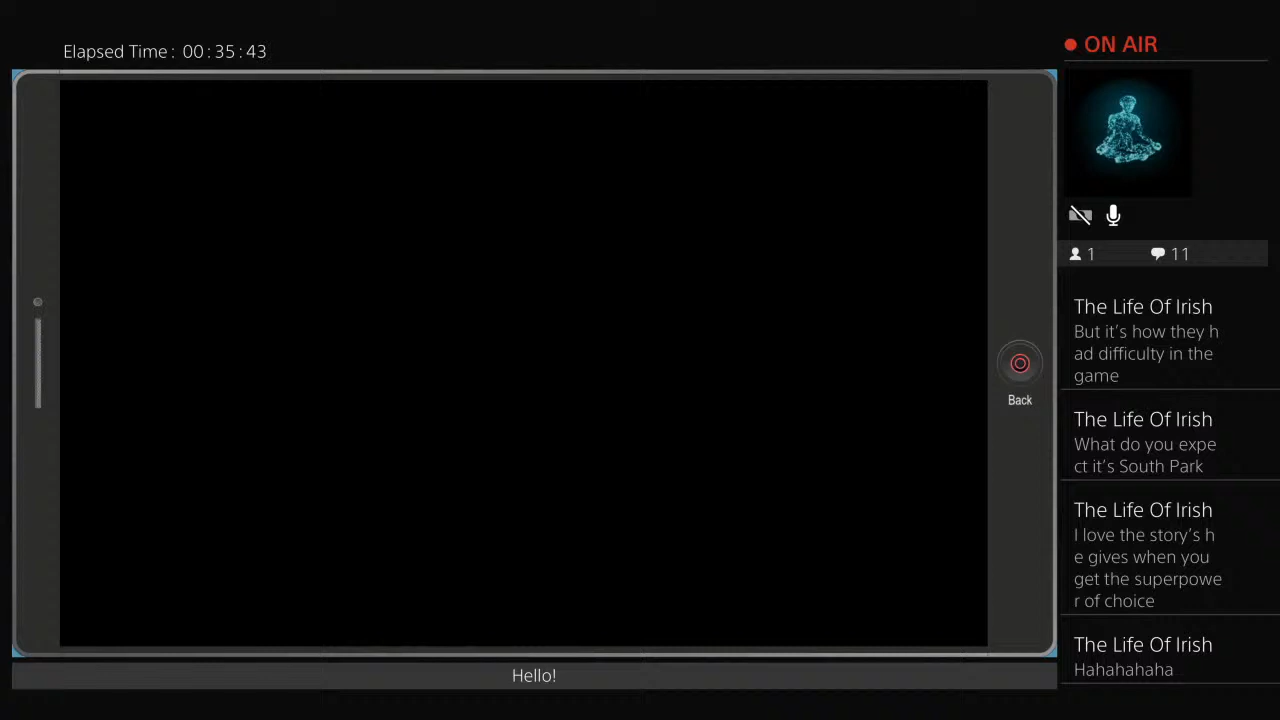 Elapsed Time: 00:35:43
ON AIR
1 11
The Life Of Irish
But it's how they h
ad difficulty in the
game
Back
The Life Of Irish
What do you expe
ct it's South Park
The Life Of Irish
I love the story's h
e gives when you
get the superpowe
r of choice
The Life Of Irish
Hahahahaha
Hello!